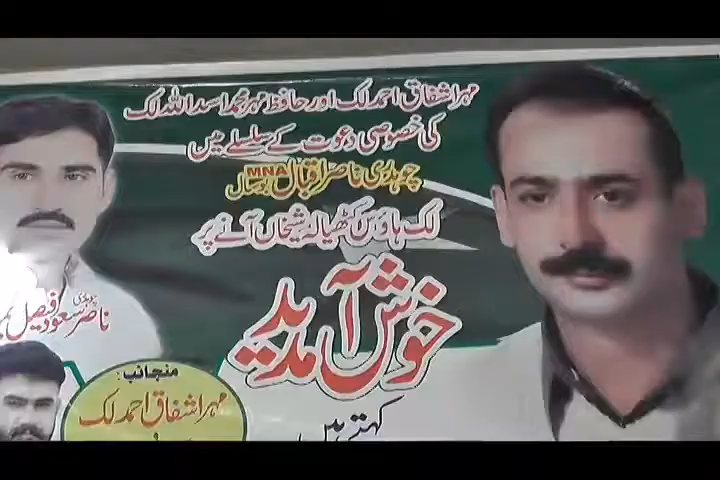 مہر اشفاق احمد لک اور حافظ مہر محمد اسد اللہ لک
کی خصوصی دعوت کے سلسلے میں
چوہدری ناصر اقبال بوسال MNA
لک ہاؤس کٹھیالہ شیخاں آنے پر
خوش آمدید
کہتے ہیں
چوہدری
ناصر سعود فیصل
منجانب:
مہر اشفاق احمد لک